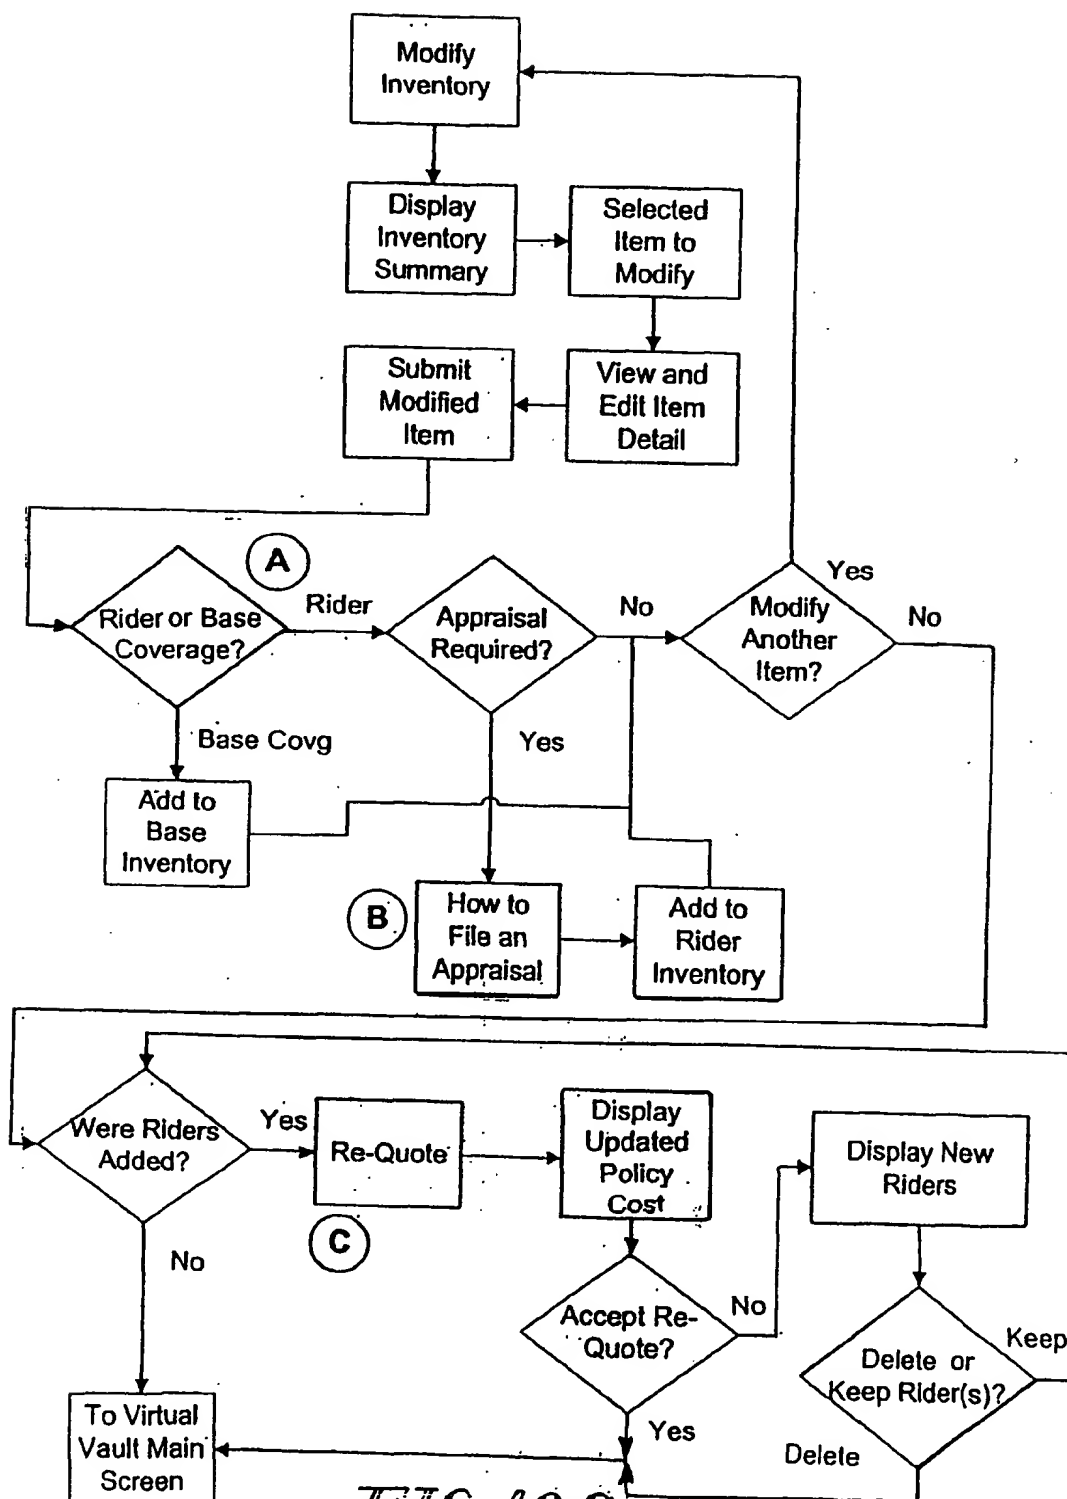 Modify
Inventory
Display
Inventory
Summary
Selected
Item to
Modify
Submit
Modified
Item
View and
Edit Item
Detail
A
Rider or Base
Coverage?
Rider
Appraisal
Required?
No
Modify
Another
Item?
Yes
No
Base Covg
Yes
Add to
Base
Inventory
B
How to
File an
Appraisal
Add to
Rider
Inventory
Were Riders
Added?
Yes
Re-Quote
Display
Updated
Policy
Cost
Display New
Riders
C
No
Accept Re-
Quote?
No
Delete or
Keep Rider(s)?
Keep
Yes
Delete
To Virtual
Vault Main
Screen